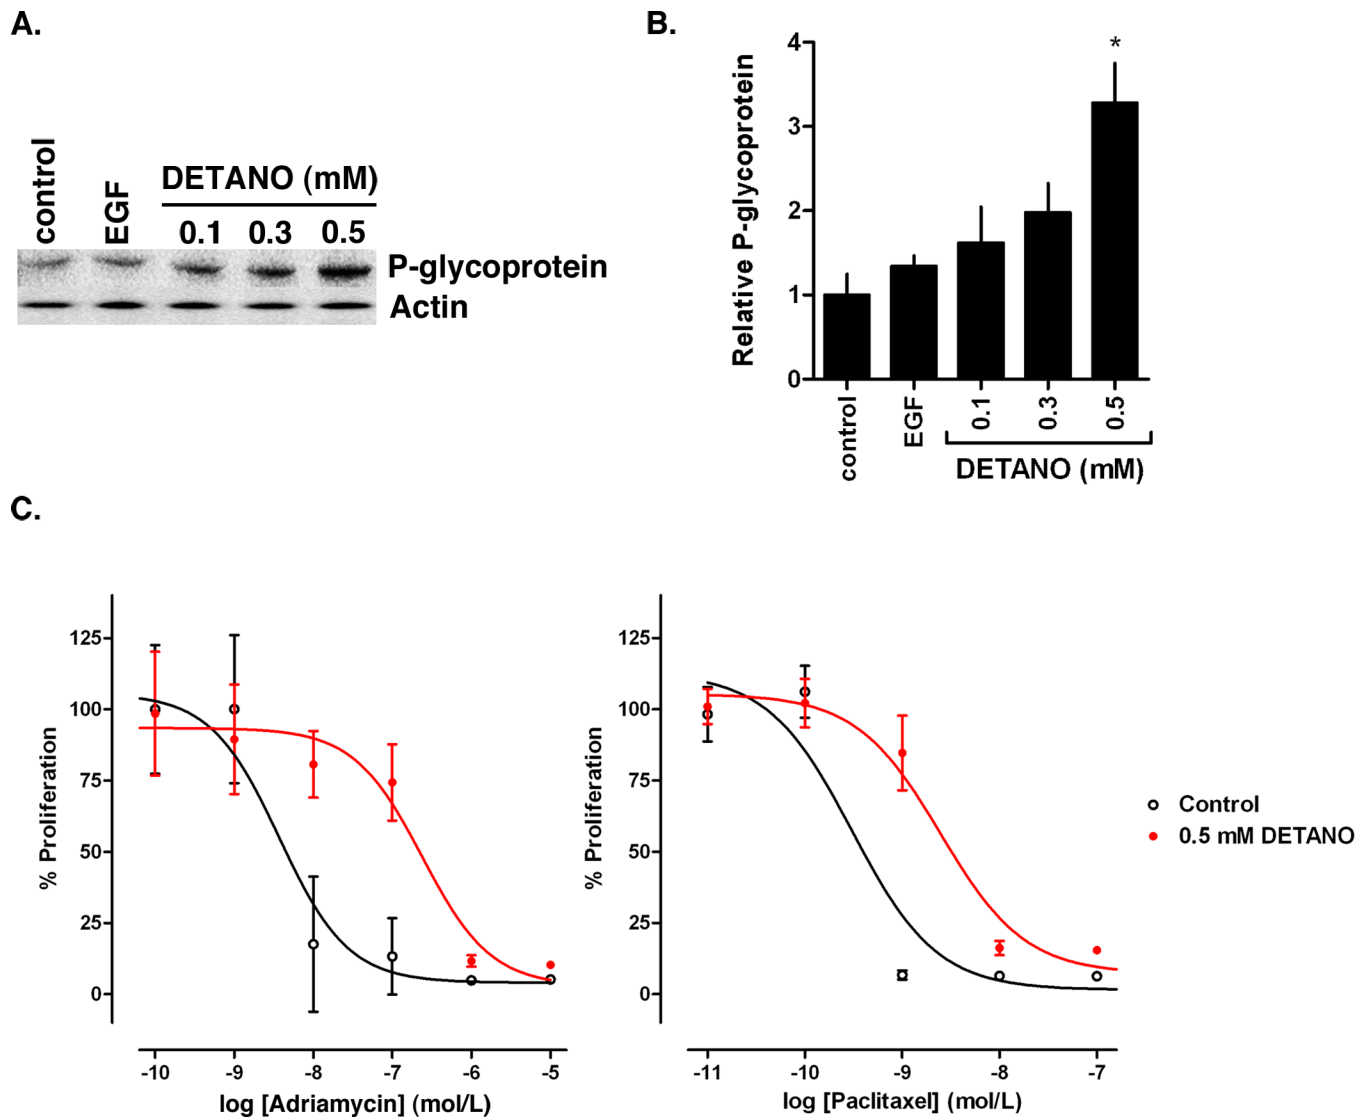 A.
control
EGF
DETANO (mM)
0.1 0.3 0.5
P-glycoprotein
Actin
B.
Relative P-glycoprotein
4
3
2
1
0
*
control
EGF
0.1
0.3
0.5
DETANO (mM)
C.
% Proliferation
125
100
75
50
25
0
-10 -9 -8 -7 -6 -5
log [Adriamycin] (mol/L)
% Proliferation
125
100
75
50
25
0
-11 -10 -9 -8 -7
log [Paclitaxel] (mol/L)
Control
0.5 mM DETANO